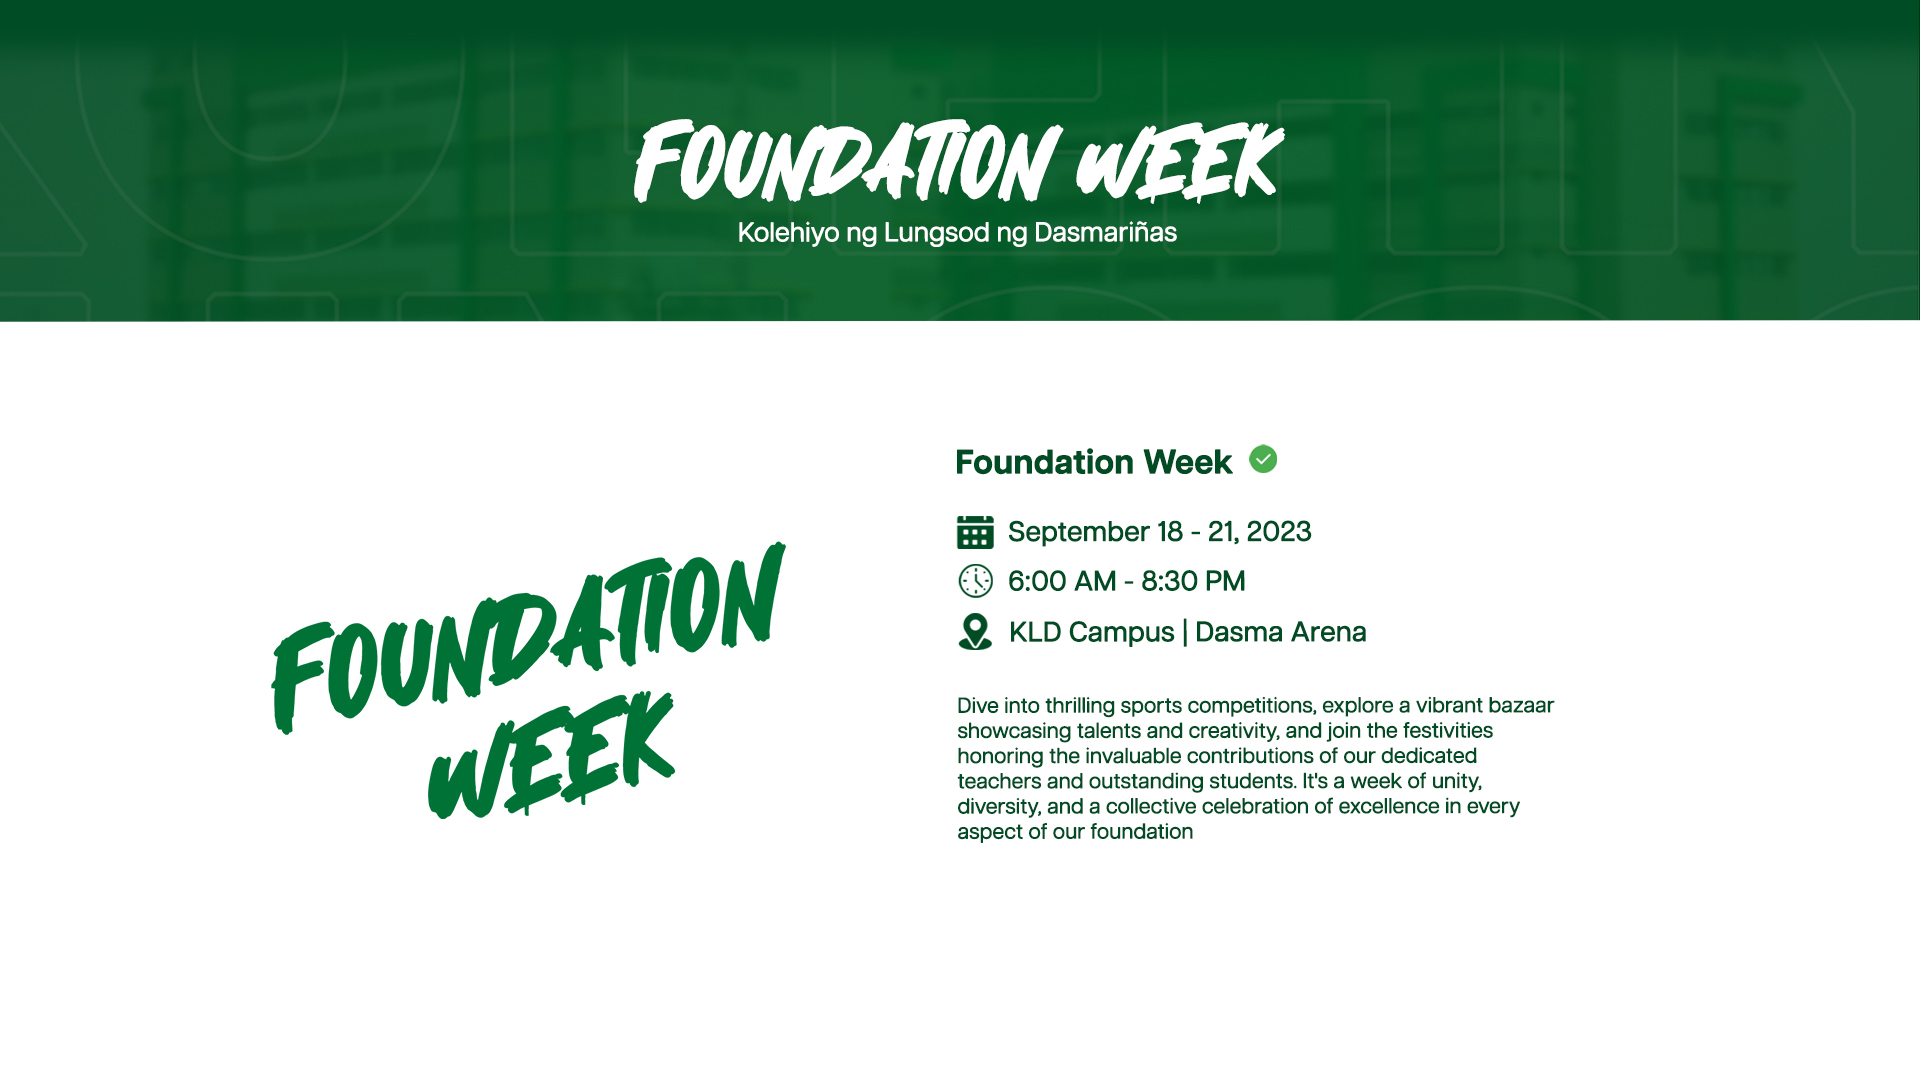 FOUNDATION WEEK
Kolehiyo ng Lungsod ng Dasmariñas
FOUNDATION
WEEK
Foundation Week
September 18 - 21, 2023
6:00 AM - 8:30 PM
KLD Campus | Dasma Arena
Dive into thrilling sports competitions, explore a vibrant bazaar
showcasing talents and creativity, and join the festivities
honoring the invaluable contributions of our dedicated
teachers and outstanding students. It's a week of unity,
diversity, and a collective celebration of excellence in every
aspect of our foundation